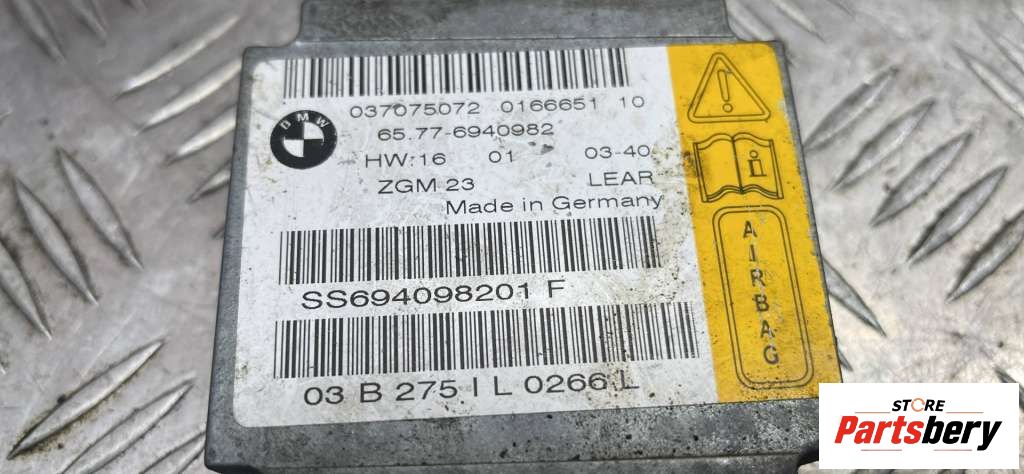 037075072 0166651 10
BMW
65.77-6940982
HW:16 01 03-40
ZGM 23 LEAR
Made in Germany
SS694098201 F
03 B 275 I L 0266 L
AIRBAG
STORE
Partsbery